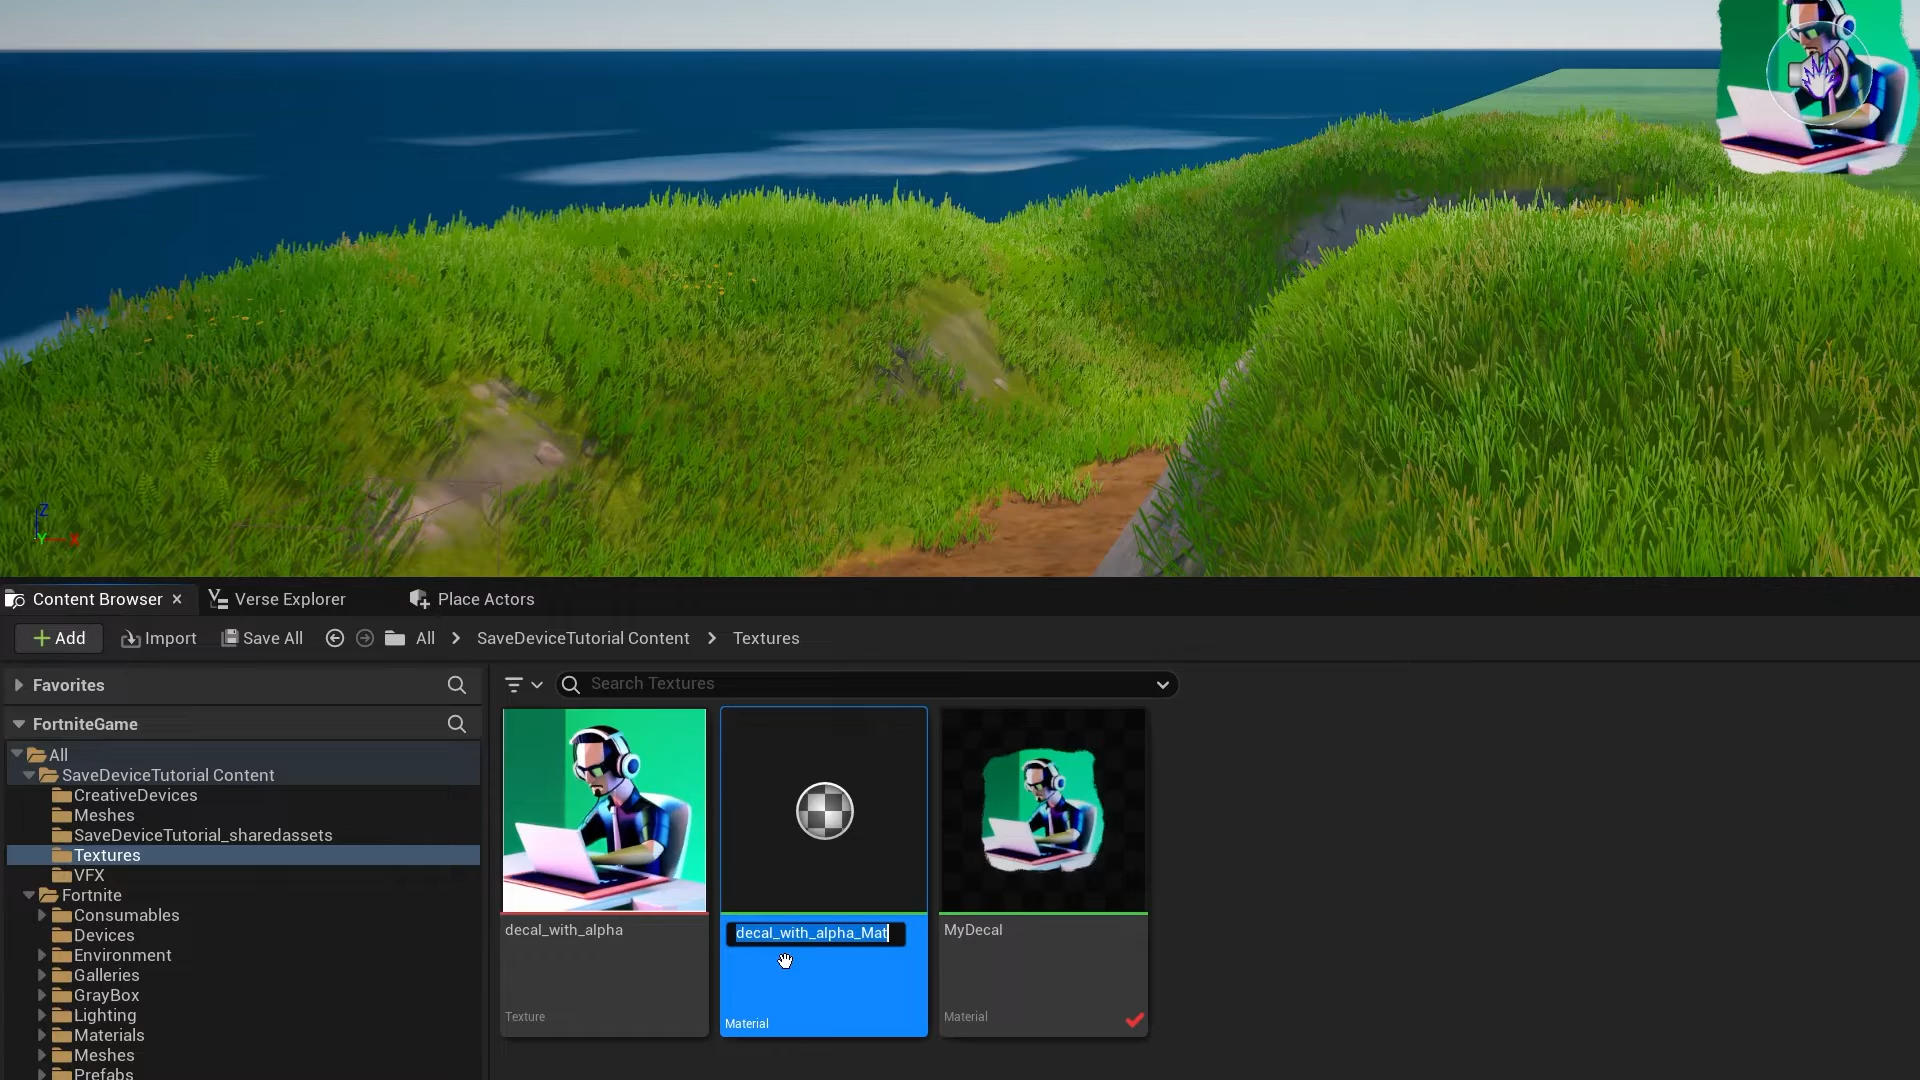 Z
Y X
Content Browser × Verse Explorer Place Actors
Add Import Save All All > SaveDeviceTutorial Content > Textures
Favorites
Search Textures
FortniteGame
All
SaveDeviceTutorial Content
CreativeDevices
Meshes
SaveDeviceTutorial_sharedassets
Textures
VFX
Fortnite
Consumables
Devices
Environment
Galleries
GrayBox
Lighting
Materials
Meshes
Prefabs
decal_with_alpha
Texture
decal_with_alpha_Mat
Material
MyDecal
Material